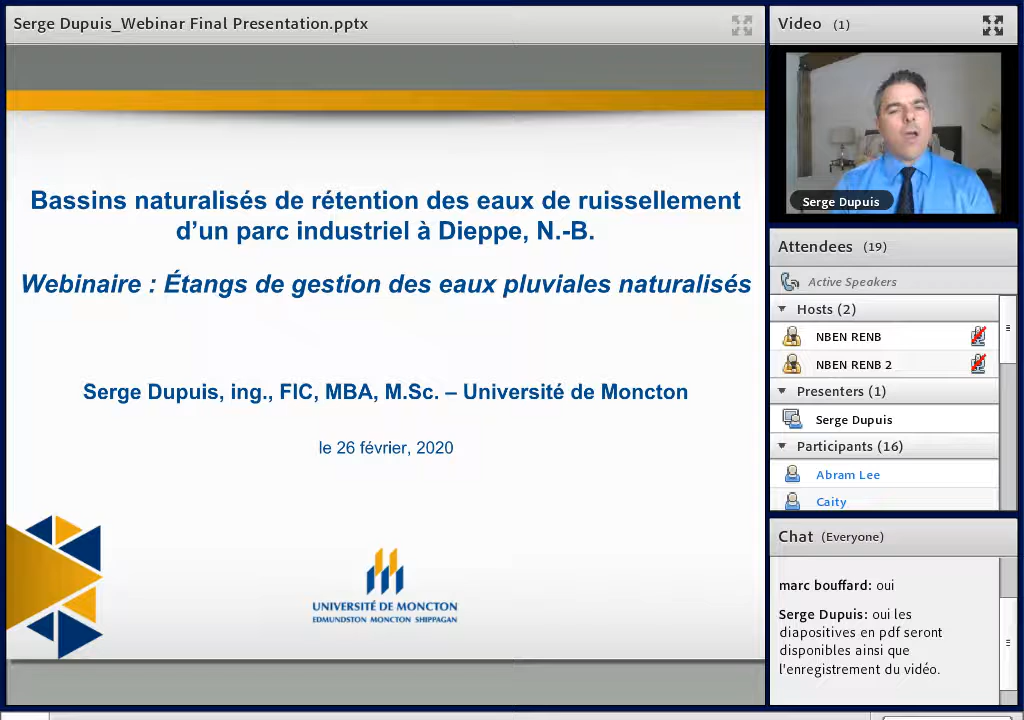 Serge Dupuis_Webinar Final Presentation.pptx
Bassins naturalisés de rétention des eaux de ruissellement
d'un parc industriel à Dieppe, N.-B.
Webinaire : Étangs de gestion des eaux pluviales naturalisés
Serge Dupuis, ing., FIC, MBA, M.Sc. – Université de Moncton
le 26 février, 2020
UNIVERSITÉ DE MONCTON
EDMUNDSTON MONCTON SHIPPAGAN
Video (1)
Serge Dupuis
Attendees (19)
Active Speakers
Hosts (2)
NBEN RENB
NBEN RENB 2
Presenters (1)
Serge Dupuis
Participants (16)
Abram Lee
Caity
Chat (Everyone)
marc bouffard: oui
Serge Dupuis: oui les
diapositives en pdf seront
disponibles ainsi que
l'enregistrement du vidéo.